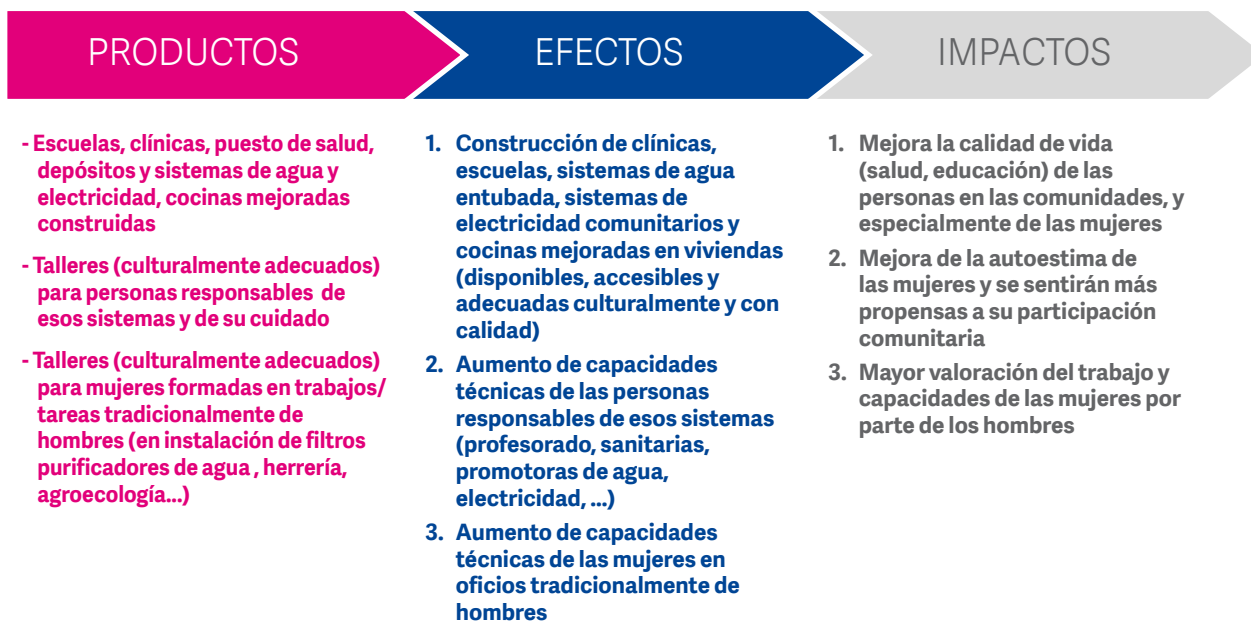 PRODUCTOS
EFECTOS
IMPACTOS
- Escuelas, clínicas, puesto de salud,
depósitos y sistemas de agua y
electricidad, cocinas mejoradas
construidas
- Talleres (culturalmente adecuados)
para personas responsables de
esos sistemas y de su cuidado
- Talleres (culturalmente adecuados)
para mujeres formadas en trabajos/
tareas tradicionalmente de
hombres (en instalación de filtros
purificadores de agua , herrería,
agroecología...)
1. Construcción de clínicas,
escuelas, sistemas de agua
entubada, sistemas de
electricidad comunitarios y
cocinas mejoradas en viviendas
(disponibles, accesibles y
adecuadas culturalmente y con
calidad)
2. Aumento de capacidades
técnicas de las personas
responsables de esos sistemas
(profesorado, sanitarias,
promotoras de agua,
electricidad, ...)
3. Aumento de capacidades
técnicas de las mujeres en
oficios tradicionalmente de
hombres
1. Mejora la calidad de vida
(salud, educación) de las
personas en las comunidades, y
especialmente de las mujeres
2. Mejora de la autoestima de
las mujeres y se sentirán más
propensas a su participación
comunitaria
3. Mayor valoración del trabajo y
capacidades de las mujeres por
parte de los hombres